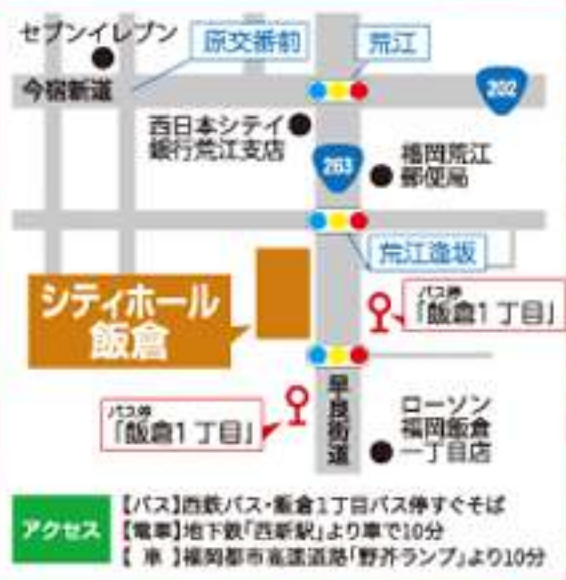 セブンイレブン
原交番前
荒江
今宿新道
202
西日本シテイ
銀行荒江支店
263
福岡荒江
郵便局
荒江逢坂
シティホール
飯倉
バス停
「飯倉1丁目」
バス停
「飯倉1丁目」
早良街道
ローソン
福岡飯倉
一丁目店
アクセス
【バス】西鉄バス・飯倉1丁目バス停すぐそば
【電車】地下鉄「西新駅」より車で10分
【 車 】福岡都市高速道路「野芥ランプ」より10分